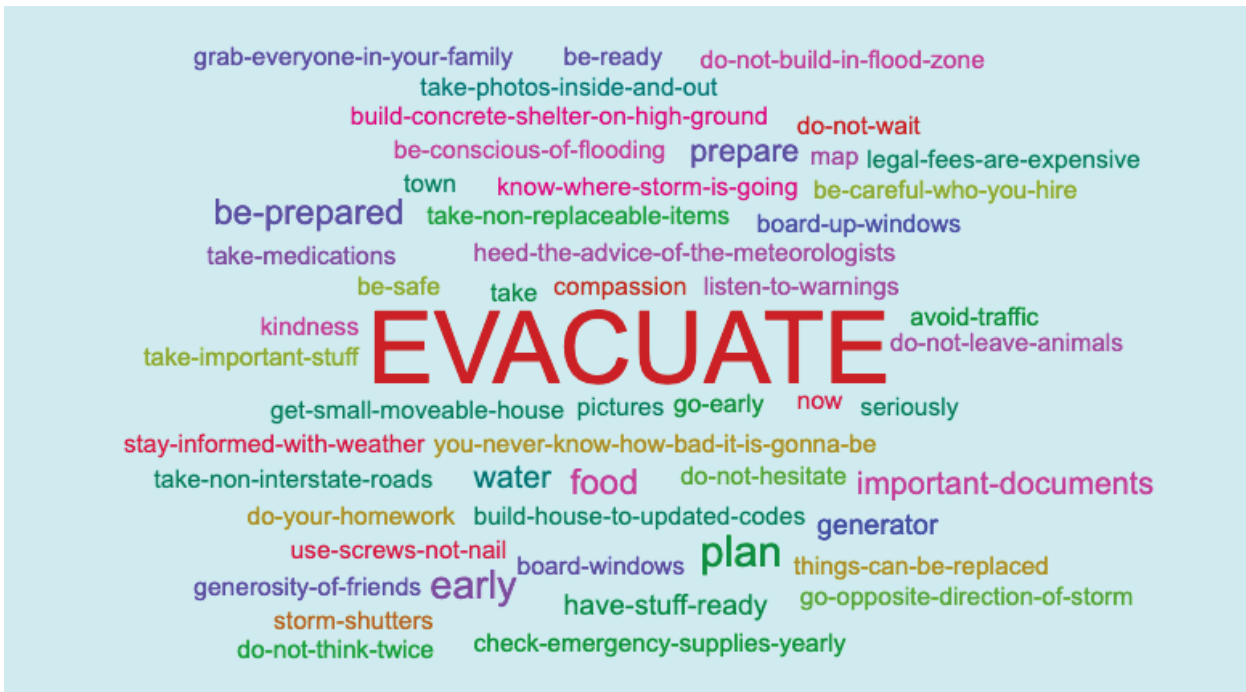 grab-everyone-in-your-family be-ready do-not-build-in-flood-zone
take-photos-inside-and-out
build-concrete-shelter-on-high-ground do-not-wait
be-conscious-of-flooding prepare map legal-fees-are-expensive
town know-where-storm-is-going be-careful-who-you-hire
be-prepared take-non-replaceable-items board-up-windows
take-medications heed-the-advice-of-the-meteorologists
be-safe take compassion listen-to-warnings
kindness EVACUATE avoid-traffic
take-important-stuff do-not-leave-animals
get-small-moveable-house pictures go-early now seriously
stay-informed-with-weather you-never-know-how-bad-it-is-gonna-be
take-non-interstate-roads water food do-not-hesitate important-documents
do-your-homework build-house-to-updated-codes generator
use-screws-not-nail board-windows plan things-can-be-replaced
generosity-of-friends early have-stuff-ready go-opposite-direction-of-storm
storm-shutters
do-not-think-twice check-emergency-supplies-yearly